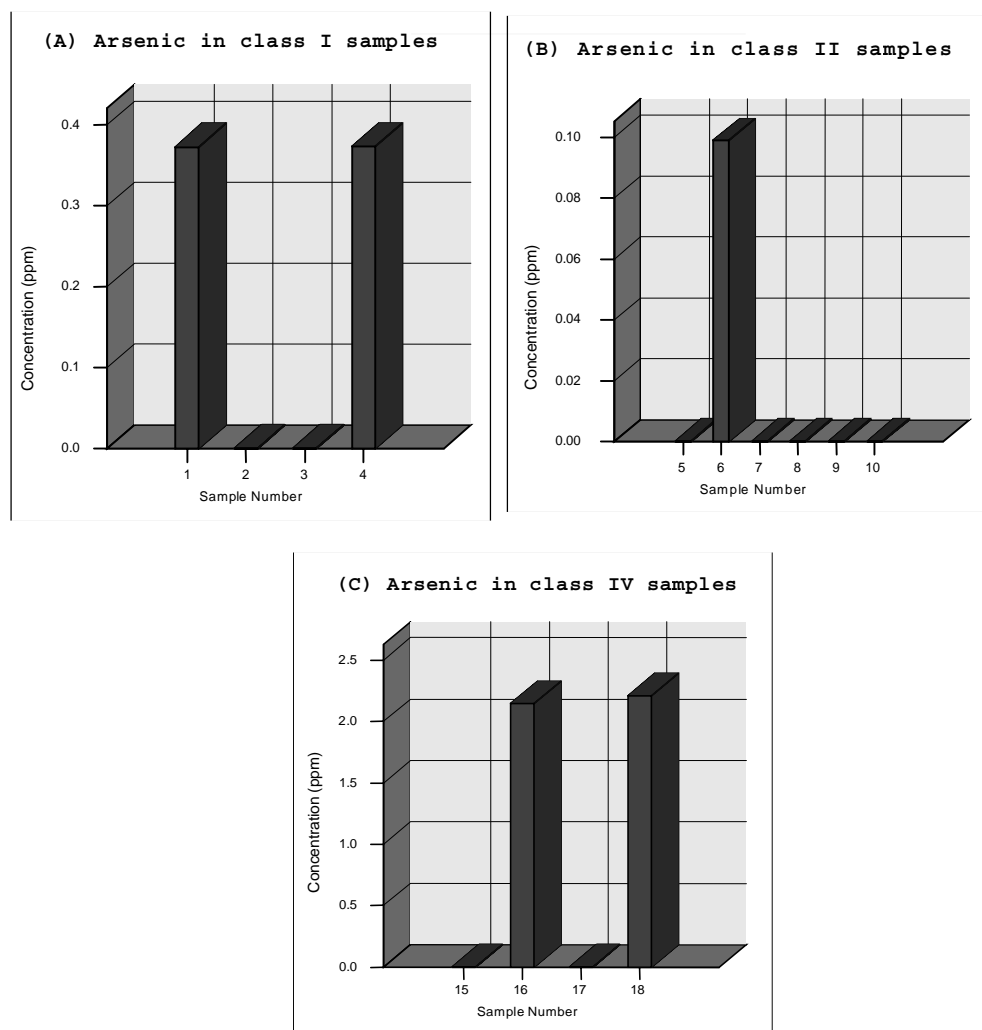 (A) Arsenic in class I samples
0.4
0.3
0.2
0.1
0.0
Concentration (ppm)
1 2 3 4
Sample Number
(B) Arsenic in class II samples
0.10
0.08
0.06
0.04
0.02
0.00
Concentration (ppm)
5 6 7 8 9 10
Sample Number
(C) Arsenic in class IV samples
2.5
2.0
1.5
1.0
0.5
0.0
Concentration (ppm)
15 16 17 18
Sample Number